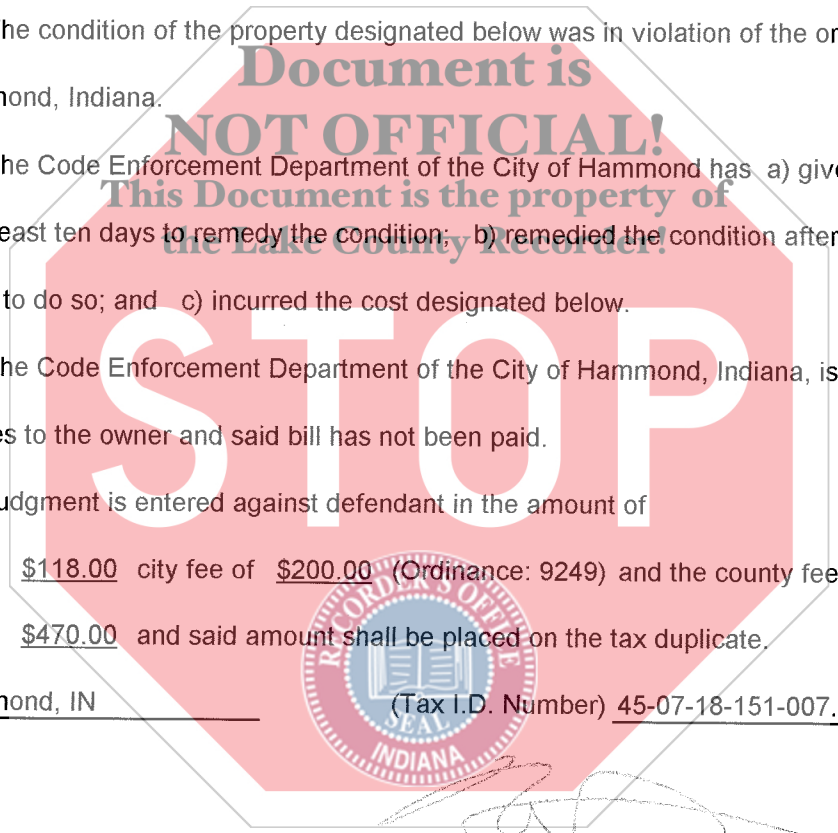 he condition of the property designated below was in violation of the or
Document is
mond, Indiana.
NOT OFFICIAL!
he Code Enforcement Department of the City of Hammond has a) give
This Document is the property of
east ten days to remedy the condition; b) remedied the condition after
the Lake County Recorder!
to do so; and c) incurred the cost designated below.
STOP
he Code Enforcement Department of the City of Hammond, Indiana, is
es to the owner and said bill has not been paid.
udgment is entered against defendant in the amount of
$118.00 city fee of $200.00 (Ordinance: 9249) and the county fee
$470.00 and said amount shall be placed on the tax duplicate.
mond, IN (Tax I.D. Number) 45-07-18-151-007.
RECORDER'S OFFICE
SEAL
INDIANA